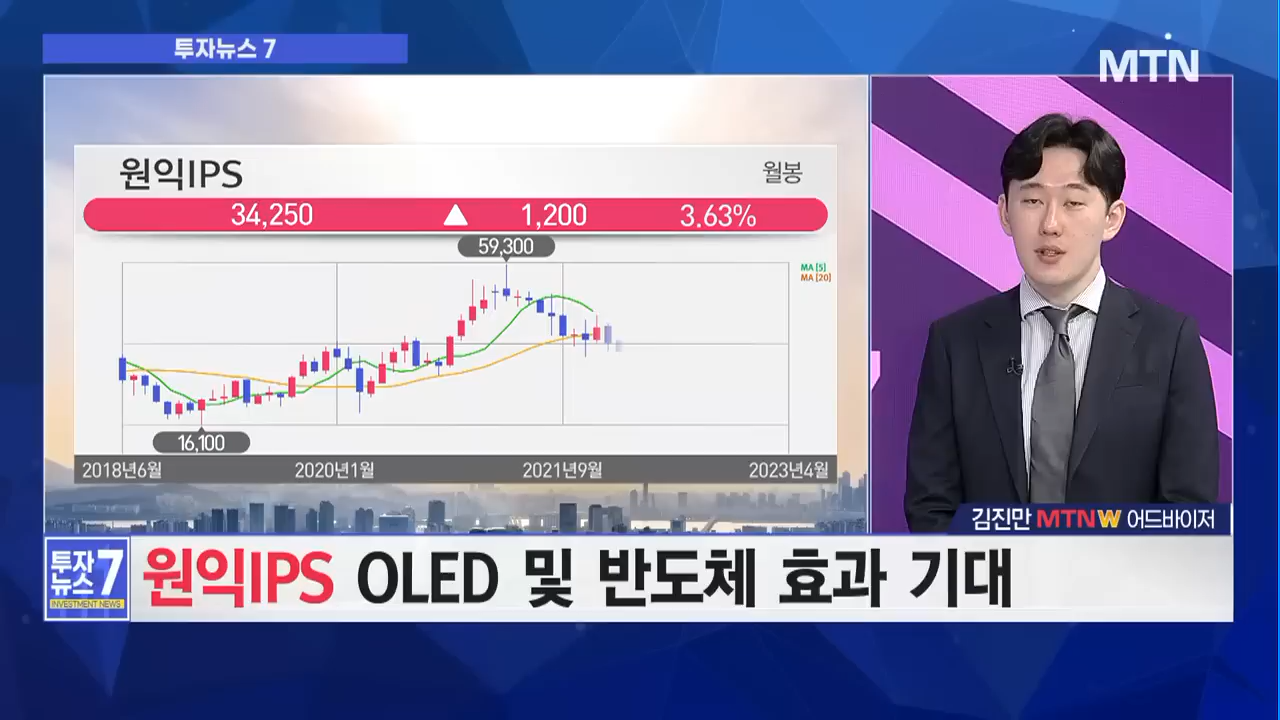 투자뉴스 7
MTN
원익IPS
월봉
34,250 ▲ 1,200 3.63%
59,300
MA [5]
MA [20]
16,100
2018년6월 2020년1월 2021년9월 2023년4월
김진만 MTNW 어드바이저
투자
뉴스 7
INVESTMENT NEWS
원익IPS OLED 및 반도체 효과 기대